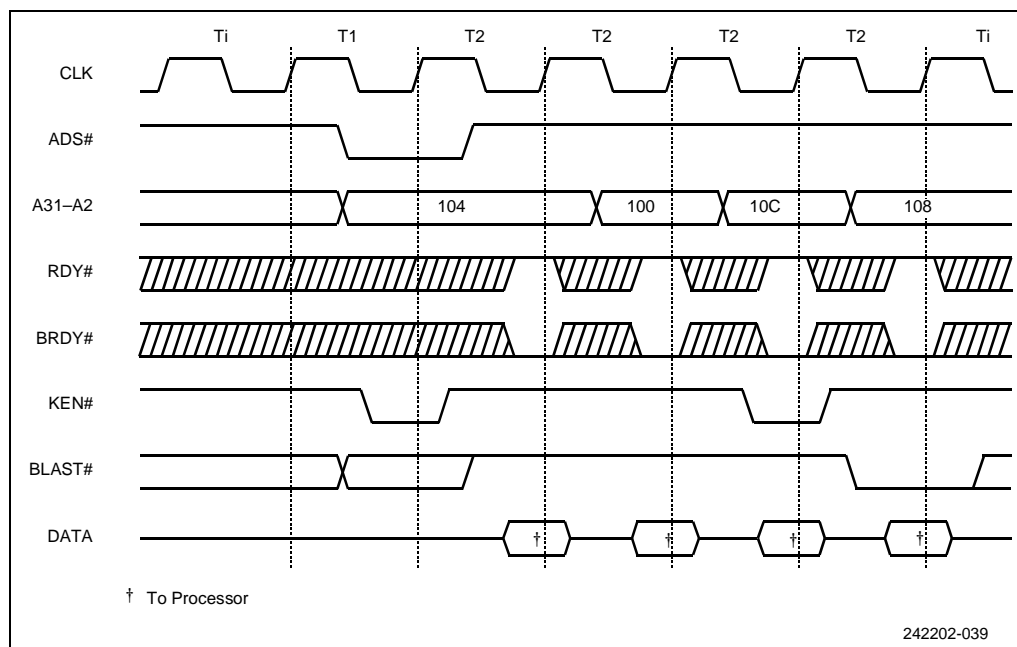 Ti T1 T2 T2 T2 T2 Ti
CLK
ADS#
A31–A2 104 100 10C 108
RDY#
BRDY#
KEN#
BLAST#
DATA † † † †
† To Processor
242202-039